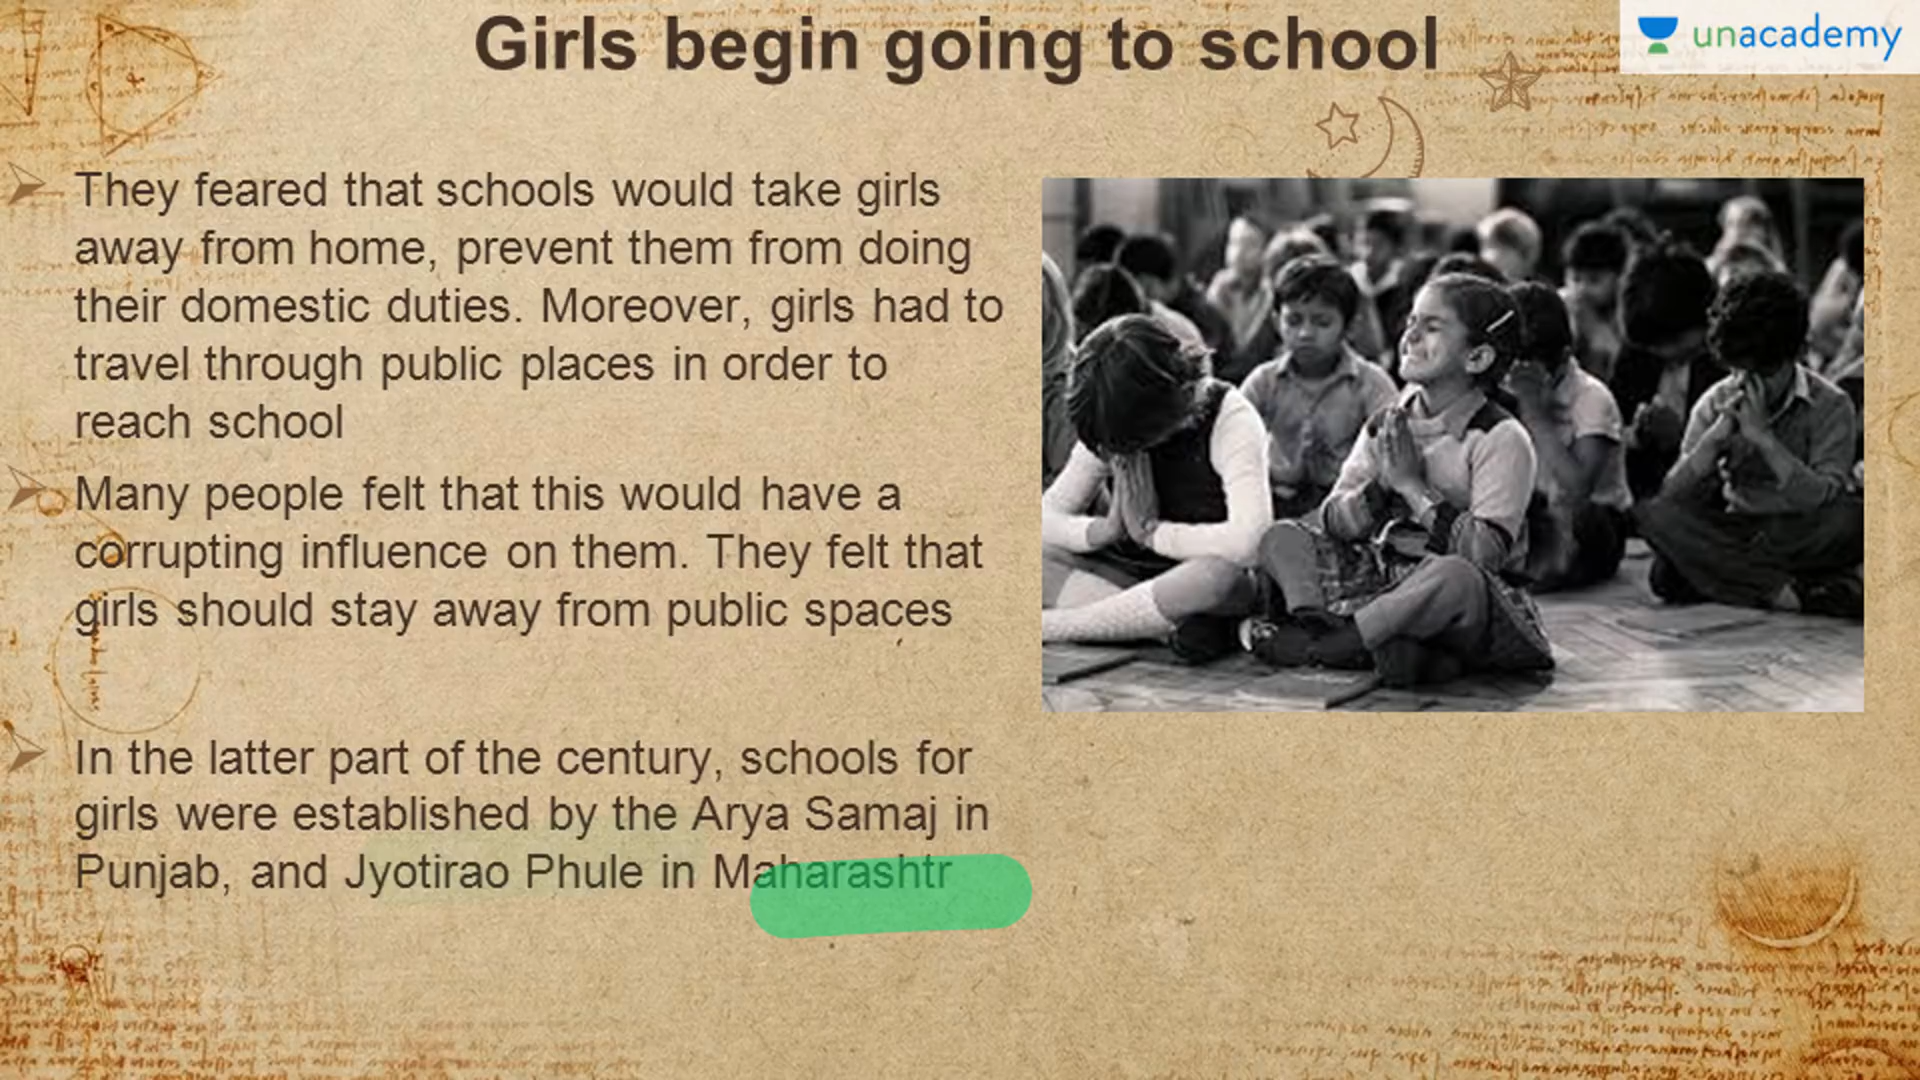 Girls begin going to school
unacademy
They feared that schools would take girls
away from home, prevent them from doing
their domestic duties. Moreover, girls had to
travel through public places in order to
reach school
Many people felt that this would have a
corrupting influence on them. They felt that
girls should stay away from public spaces
In the latter part of the century, schools for
girls were established by the Arya Samaj in
Punjab, and Jyotirao Phule in Maharashtr